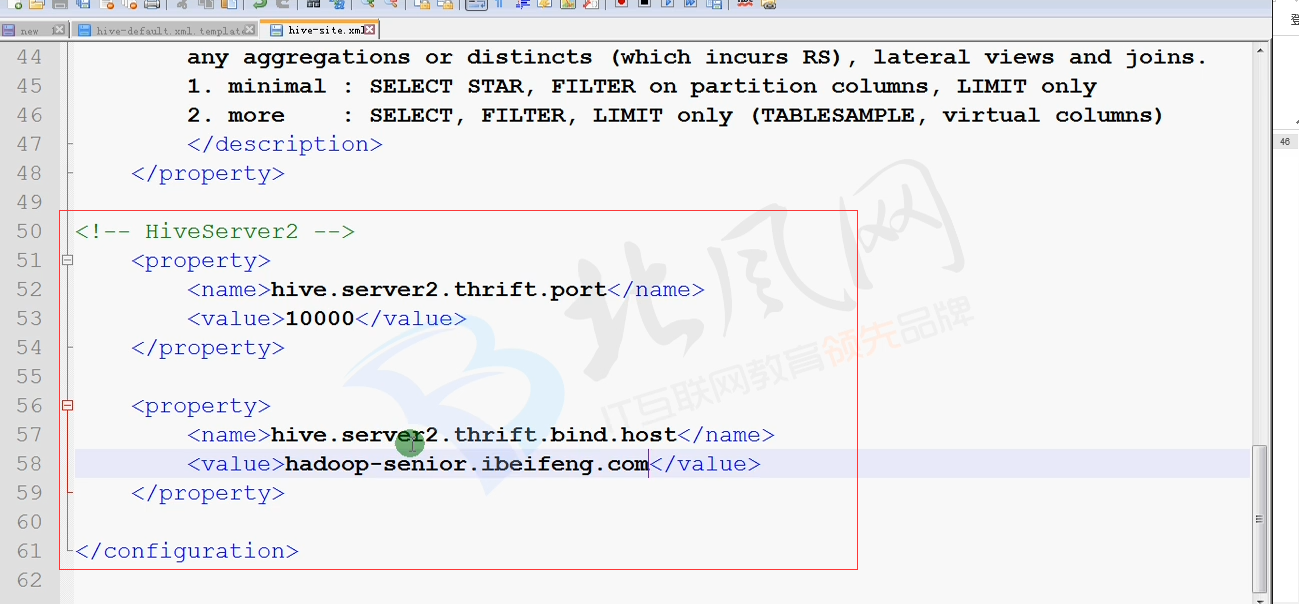 new 1
hive-default.xml.template
hive-site.xml
44 any aggregations or distincts (which incurs RS), lateral views and joins.
45 1. minimal : SELECT STAR, FILTER on partition columns, LIMIT only
46 2. more    : SELECT, FILTER, LIMIT only (TABLESAMPLE, virtual columns)
47 </description>
48 </property>
49
50 <!-- HiveServer2 -->
51 <property>
52 <name>hive.server2.thrift.port</name>
53 <value>10000</value>
54 </property>
55
56 <property>
57 <name>hive.server2.thrift.bind.host</name>
58 <value>hadoop-senior.ibeifeng.com</value>
59 </property>
60
61 </configuration>
62
北风网
IT互联网教育领先品牌
登
46